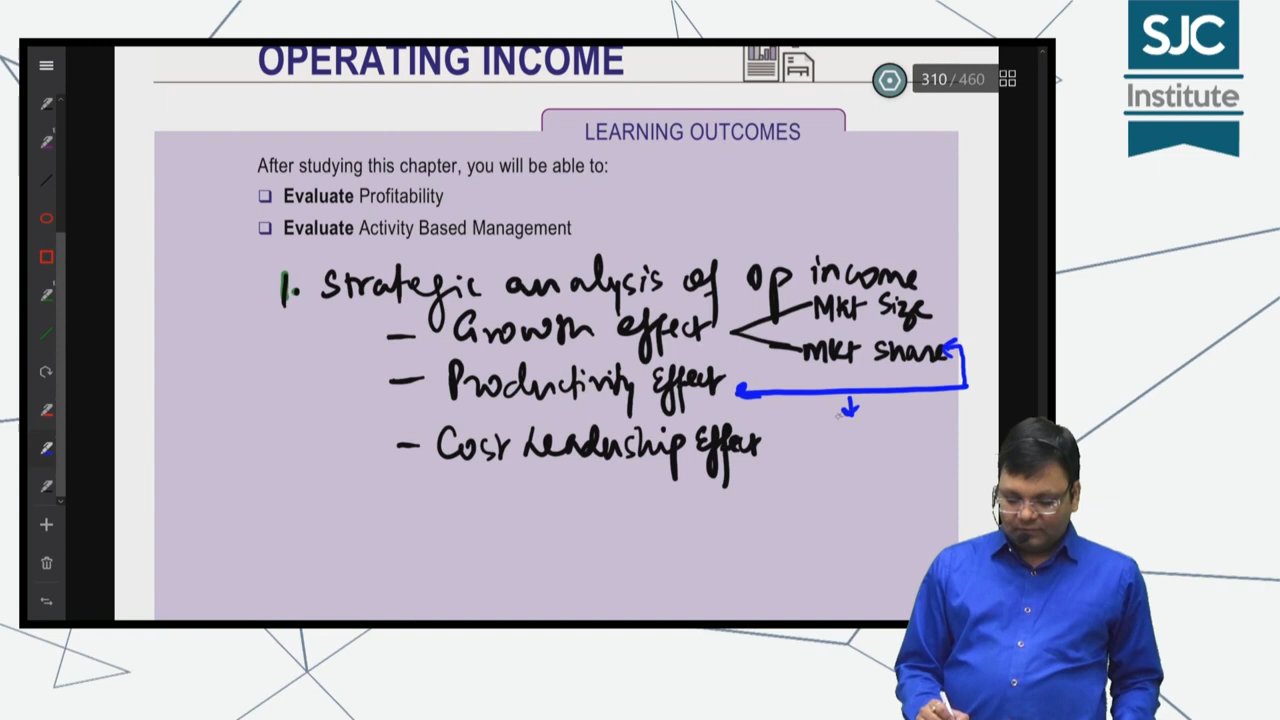 SJC
Institute
OPERATING INCOME
310 / 460
LEARNING OUTCOMES
After studying this chapter, you will be able to:
❑ Evaluate Profitability
❑ Evaluate Activity Based Management
1. Strategic analysis of op income
– Growth effect
Mkt Size
Mkt share
– Productivity Effect
– Cost Leadership Effect